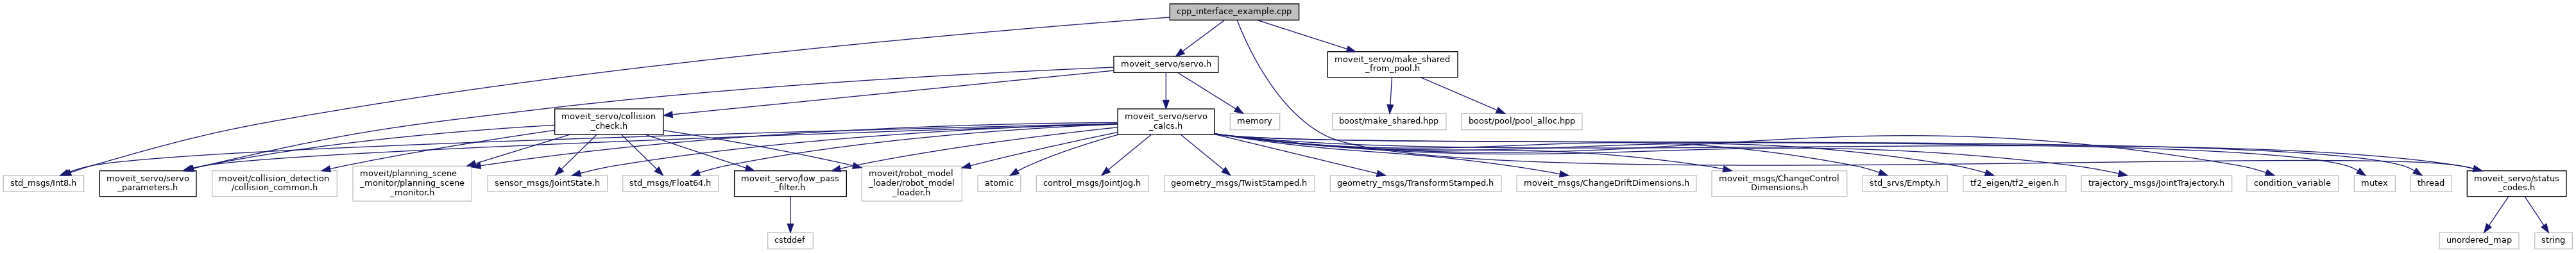 cpp_interface_example.cpp
moveit_servo/servo.h
moveit_servo/make_shared
_from_pool.h
moveit_servo/collision
_check.h
moveit_servo/servo
_calcs.h
memory
boost/make_shared.hpp
boost/pool/pool_alloc.hpp
std_msgs/Int8.h
moveit_servo/servo
_parameters.h
moveit/collision_detection
/collision_common.h
moveit/planning_scene
_monitor/planning_scene
_monitor.h
sensor_msgs/JointState.h
std_msgs/Float64.h
moveit_servo/low_pass
_filter.h
moveit/robot_model
_loader/robot_model
_loader.h
atomic
control_msgs/JointJog.h
geometry_msgs/TwistStamped.h
geometry_msgs/TransformStamped.h
moveit_msgs/ChangeDriftDimensions.h
moveit_msgs/ChangeControl
Dimensions.h
std_srvs/Empty.h
tf2_eigen/tf2_eigen.h
trajectory_msgs/JointTrajectory.h
condition_variable
mutex
thread
moveit_servo/status
_codes.h
cstddef
unordered_map
string